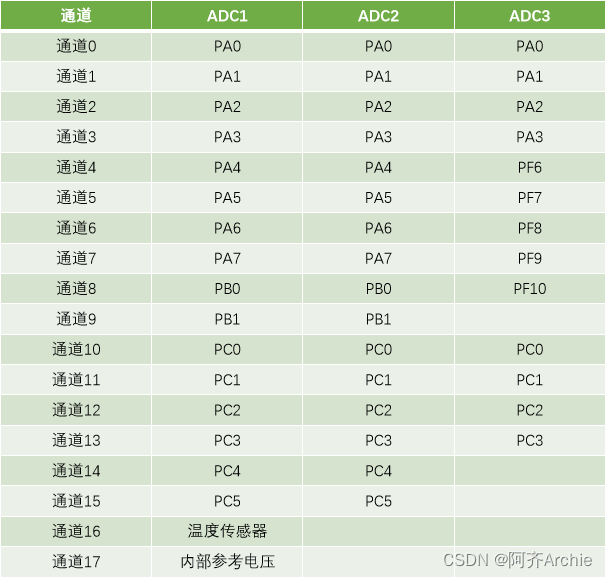 通道 ADC1 ADC2 ADC3
通道0 PA0 PA0 PA0
通道1 PA1 PA1 PA1
通道2 PA2 PA2 PA2
通道3 PA3 PA3 PA3
通道4 PA4 PA4 PF6
通道5 PA5 PA5 PF7
通道6 PA6 PA6 PF8
通道7 PA7 PA7 PF9
通道8 PB0 PB0 PF10
通道9 PB1 PB1
通道10 PC0 PC0 PC0
通道11 PC1 PC1 PC1
通道12 PC2 PC2 PC2
通道13 PC3 PC3 PC3
通道14 PC4 PC4
通道15 PC5 PC5
通道16 温度传感器
通道17 内部参考电压
CSDN @阿齐Archie